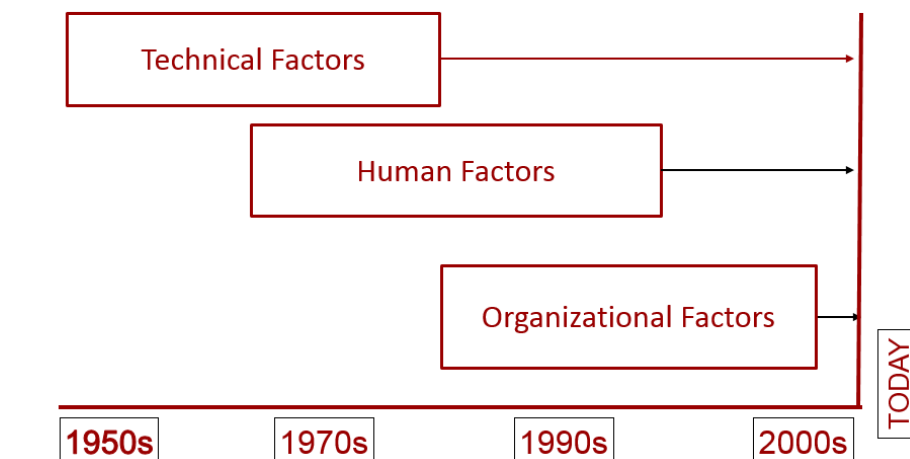 Technical Factors
Human Factors
Organizational Factors
TODAY
1950s
1970s
1990s
2000s